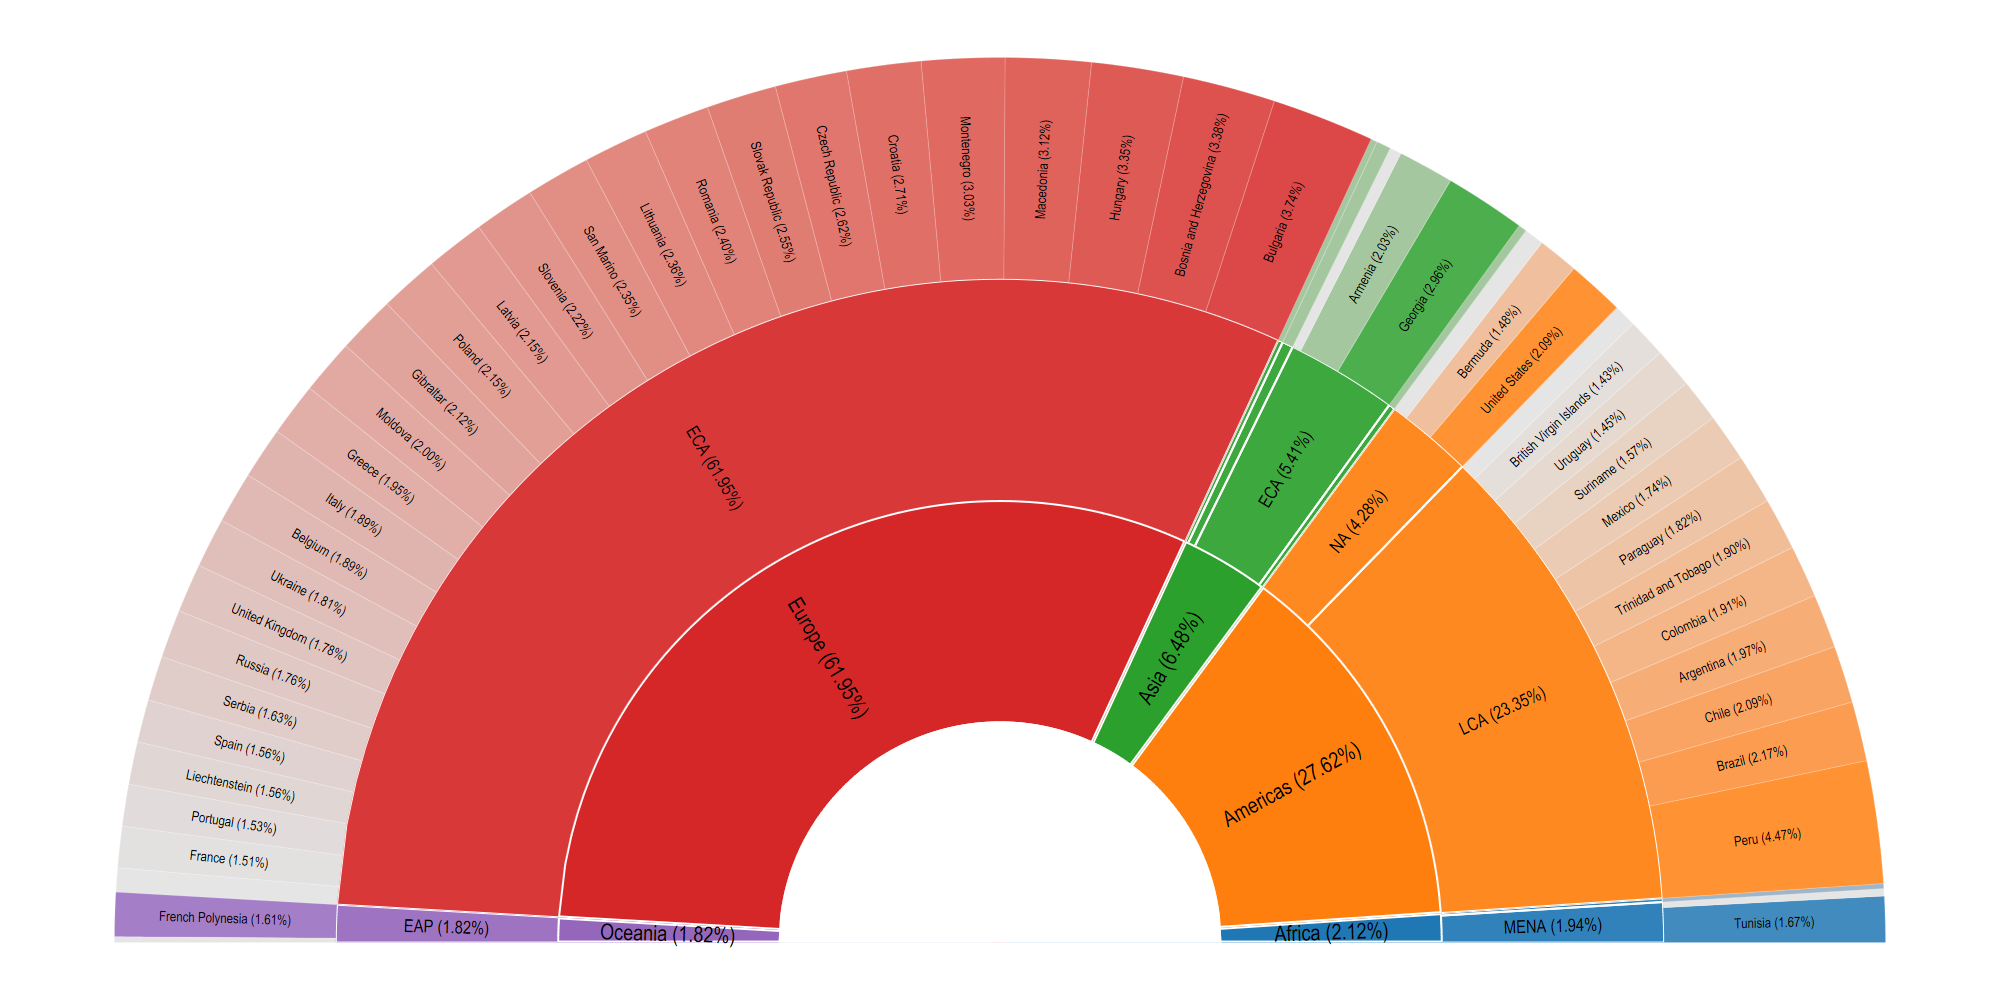 Montenegro (3.03%)
Macedonia (3.12%)
Czech Republic (2.62%)
Croatia (2.71%)
Hungary (3.35%)
Bosnia and Herzegovina (3.38%)
Slovak Republic (2.55%)
Bulgaria (3.74%)
Romania (2.40%)
Lithuania (2.36%)
San Marino (2.35%)
Slovenia (2.22%)
Latvia (2.15%)
Poland (2.15%)
Gibraltar (2.12%)
Moldova (2.00%)
Greece (1.95%)
Italy (1.89%)
Belgium (1.89%)
Ukraine (1.81%)
United Kingdom (1.78%)
Russia (1.76%)
Serbia (1.63%)
Spain (1.56%)
Liechtenstein (1.56%)
Portugal (1.53%)
France (1.51%)
French Polynesia (1.61%)
ECA (61.95%)
Europe (61.95%)
EAP (1.82%)
Oceania (1.82%)
Armenia (2.03%)
Georgia (2.96%)
ECA (5.41%)
Asia (6.48%)
Bermuda (1.48%)
United States (2.09%)
NA (4.28%)
British Virgin Islands (1.43%)
Uruguay (1.45%)
Suriname (1.57%)
Mexico (1.74%)
Paraguay (1.82%)
Trinidad and Tobago (1.90%)
Colombia (1.91%)
Argentina (1.97%)
Chile (2.09%)
Brazil (2.17%)
Peru (4.47%)
LCA (23.35%)
Americas (27.62%)
Africa (2.12%)
MENA (1.94%)
Tunisia (1.67%)